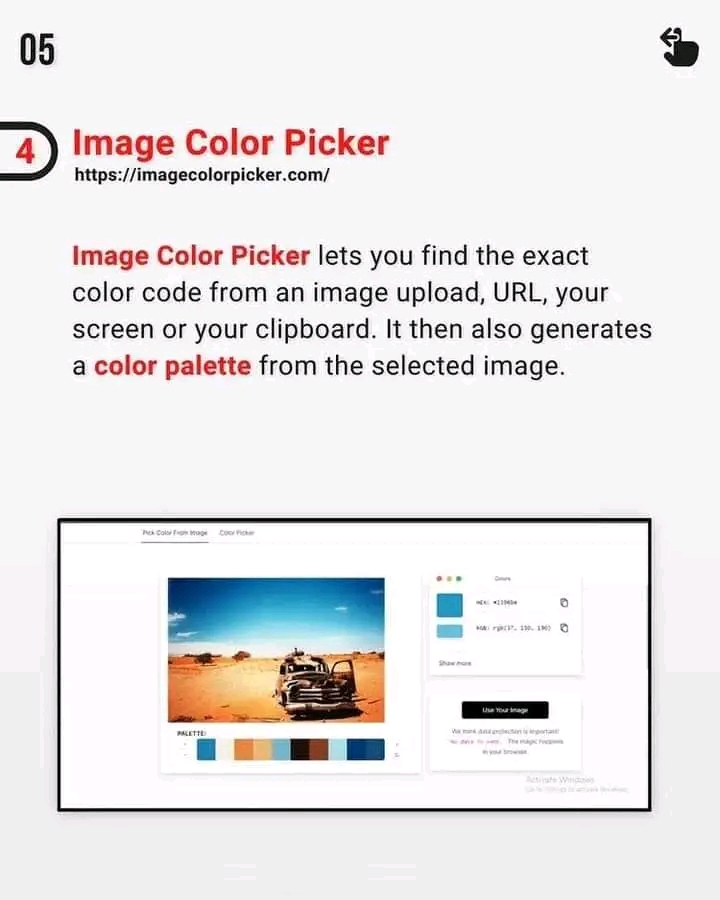 05
4
Image Color Picker
https://imagecolorpicker.com/
Image Color Picker lets you find the exact
color code from an image upload, URL, your
screen or your clipboard. It then also generates
a color palette from the selected image.
Pick Color From Image Color Picker
Colors
HEX:
RGB: rgb(37, 150, 190)
Show more
PALETTE:
Use Your Image
We think data protection is important!
No data is sent. The magic happens
in your browser.
Activate Windows
Go to Settings to activate Windows.